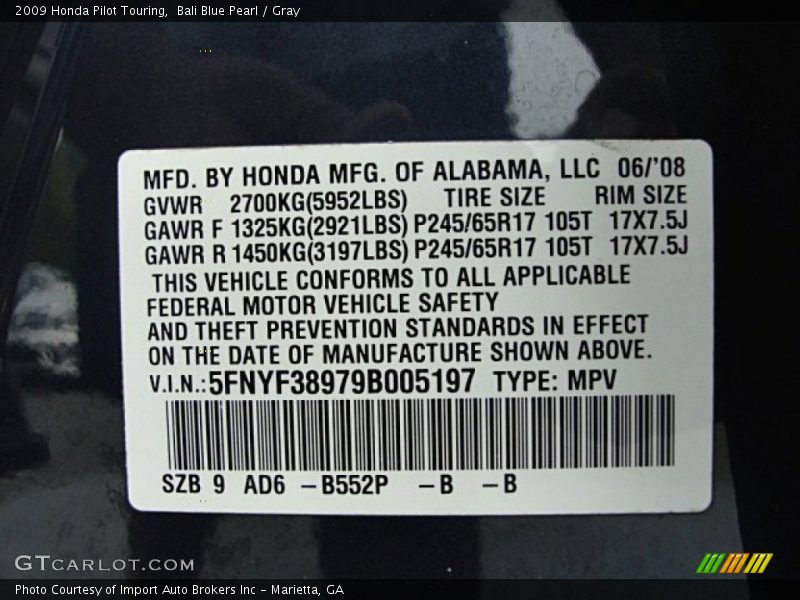 2009 Honda Pilot Touring,  Bali Blue Pearl / Gray
MFD. BY HONDA MFG. OF ALABAMA, LLC 06/'08
GVWR 2700KG(5952LBS) TIRE SIZE RIM SIZE
GAWR F 1325KG(2921LBS) P245/65R17 105T 17X7.5J
GAWR R 1450KG(3197LBS) P245/65R17 105T 17X7.5J
THIS VEHICLE CONFORMS TO ALL APPLICABLE
FEDERAL MOTOR VEHICLE SAFETY
AND THEFT PREVENTION STANDARDS IN EFFECT
ON THE DATE OF MANUFACTURE SHOWN ABOVE.
V.I.N.:5FNYF38979B005197 TYPE: MPV
SZB 9 AD6 –B552P –B –B
GTCARLOT.COM
Photo Courtesy of Import Auto Brokers Inc – Marietta, GA